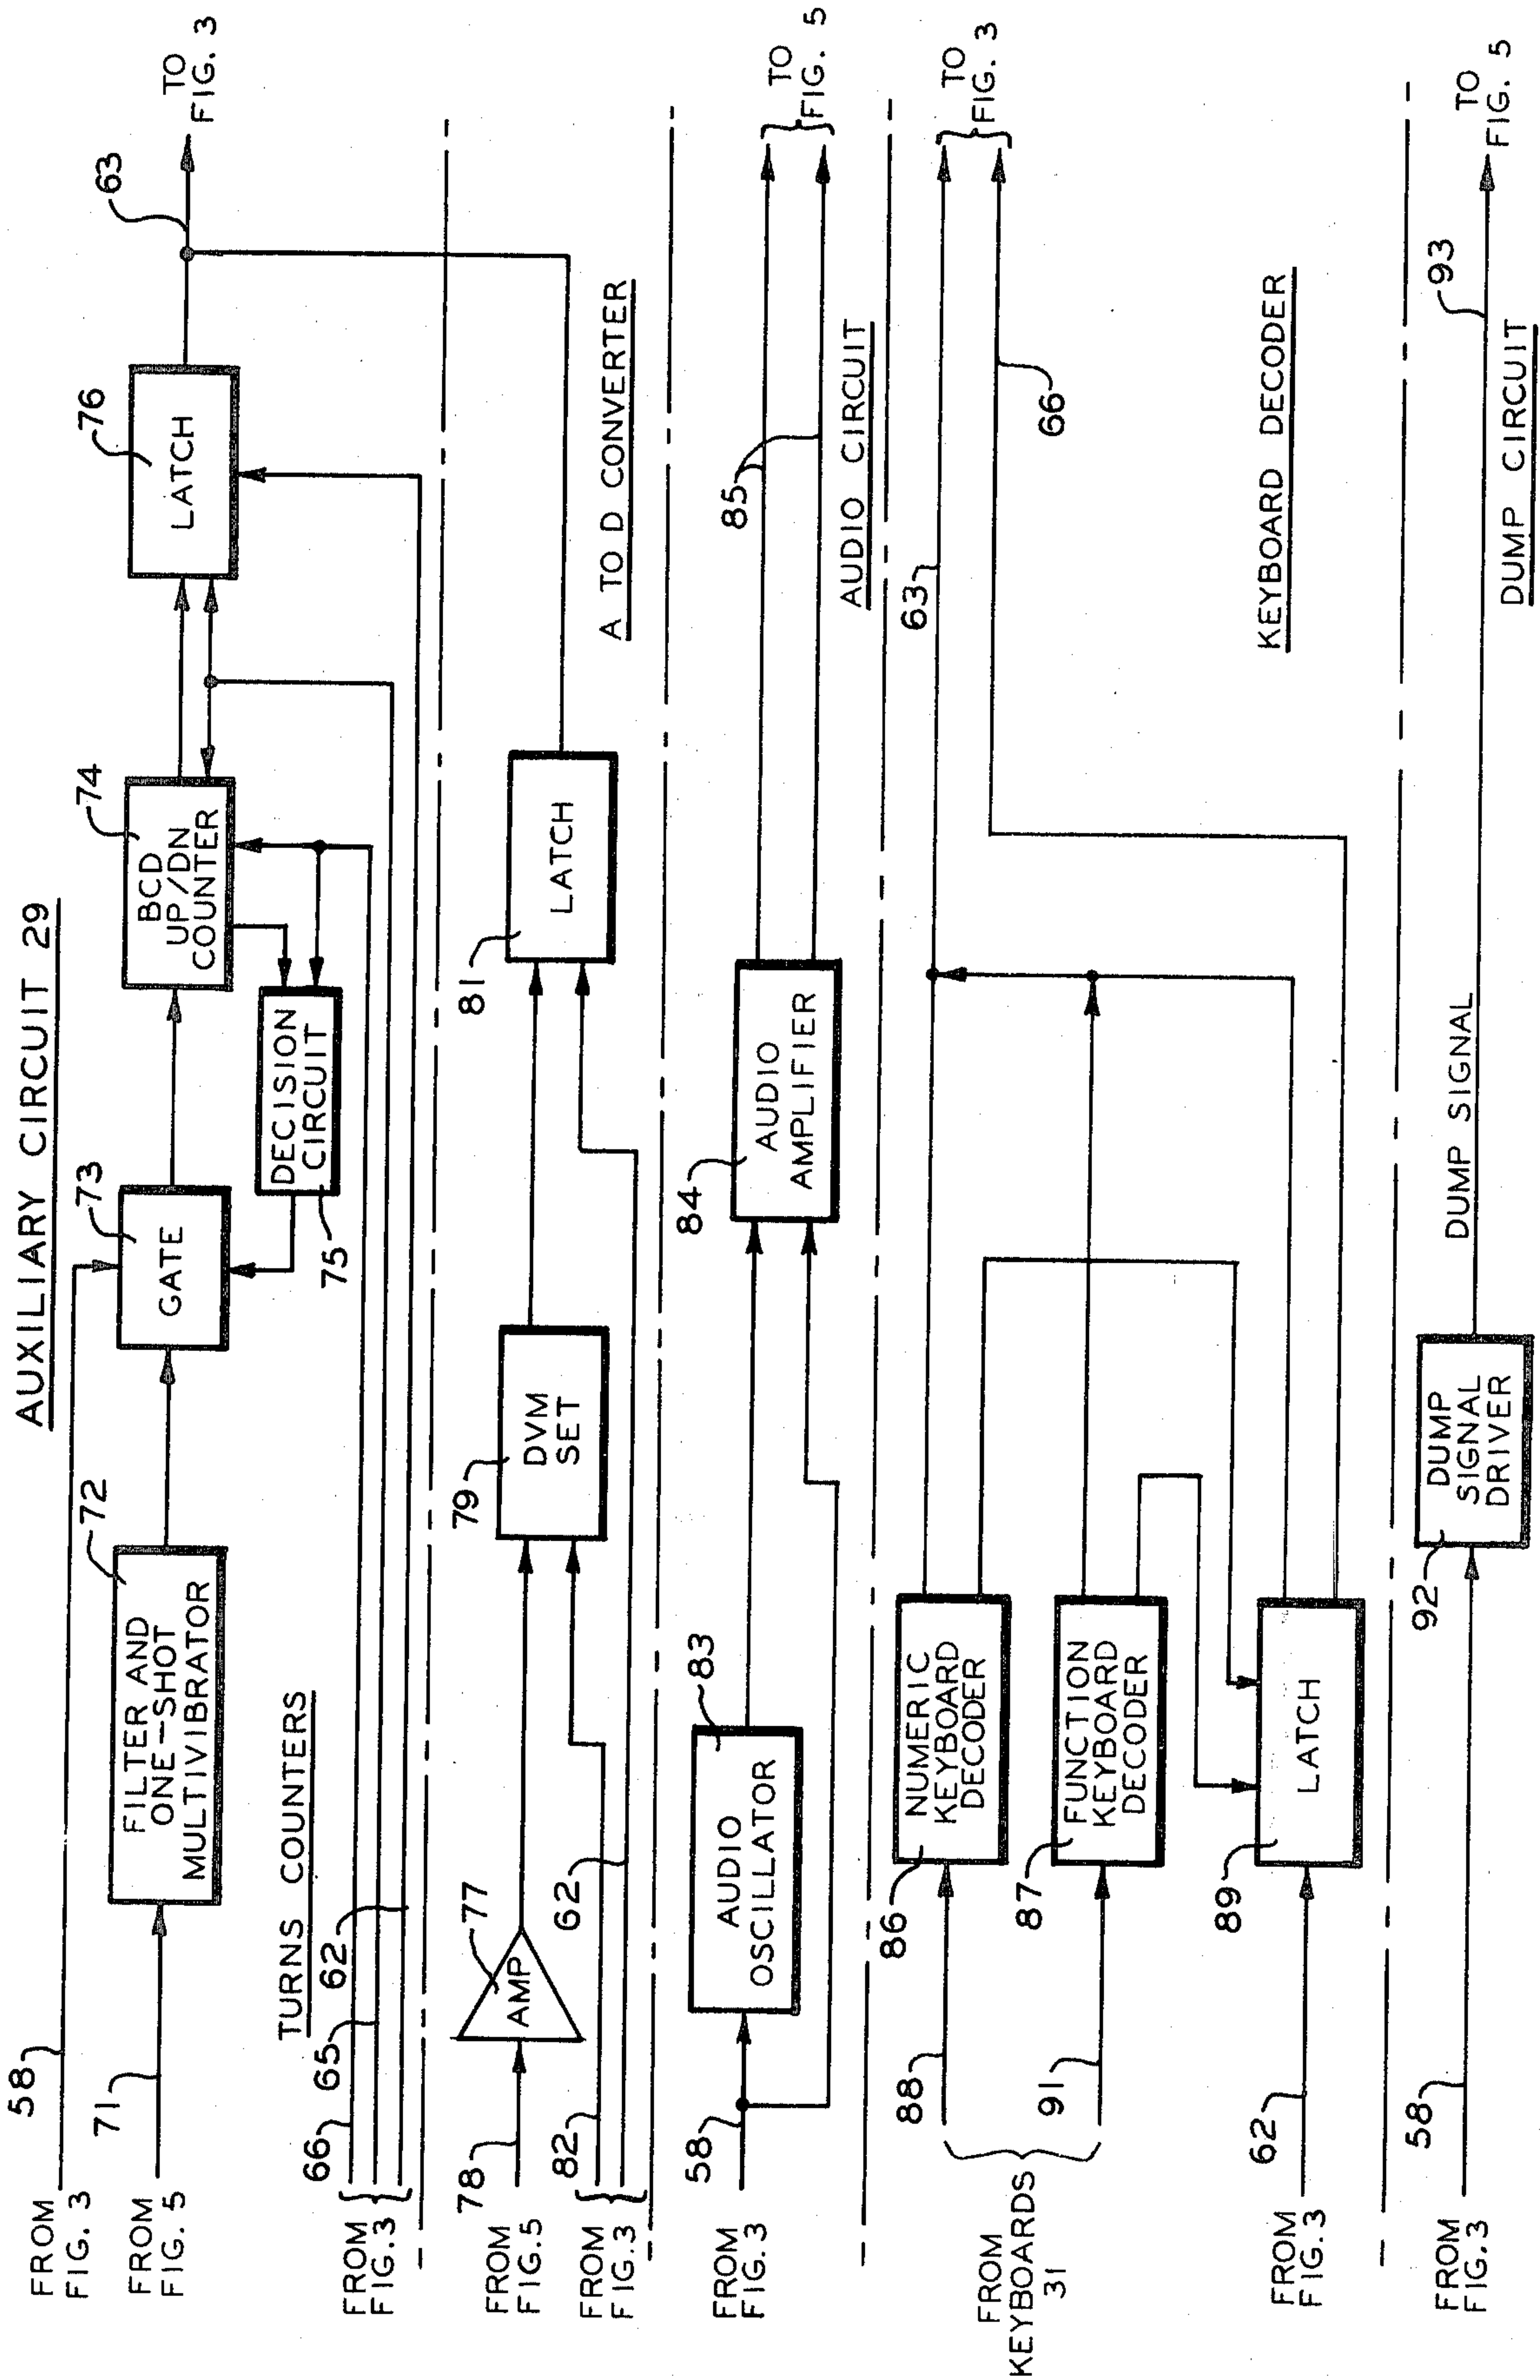 AUXILIARY CIRCUIT 29
FROM
FIG. 3
58
FROM
FIG. 5
71
FILTER AND
ONE-SHOT
MULTIVIBRATOR
72
GATE
73
BCD
UP/DN
COUNTER
74
DECISION
CIRCUIT
75
LATCH
76
63
TO
FIG. 3
TURNS COUNTERS
FROM
FIG.3
66
65
62
FROM
FIG.5
78
AMP
77
DVM
SET
79
LATCH
81
A TO D CONVERTER
FROM
FIG.3
82
62
FROM
FIG.3
58
AUDIO
OSCILLATOR
83
AUDIO
AMPLIFIER
84
85
TO
FIG. 5
AUDIO CIRCUIT
FROM
KEYBOARDS
31
88
NUMERIC
KEYBOARD
DECODER
86
63
TO
FIG. 3
91
FUNCTION
KEYBOARD
DECODER
87
66
FROM
FIG.3
62
LATCH
89
KEYBOARD DECODER
FROM
FIG.3
58
DUMP
SIGNAL
DRIVER
92
DUMP SIGNAL
93
TO
FIG. 5
DUMP CIRCUIT